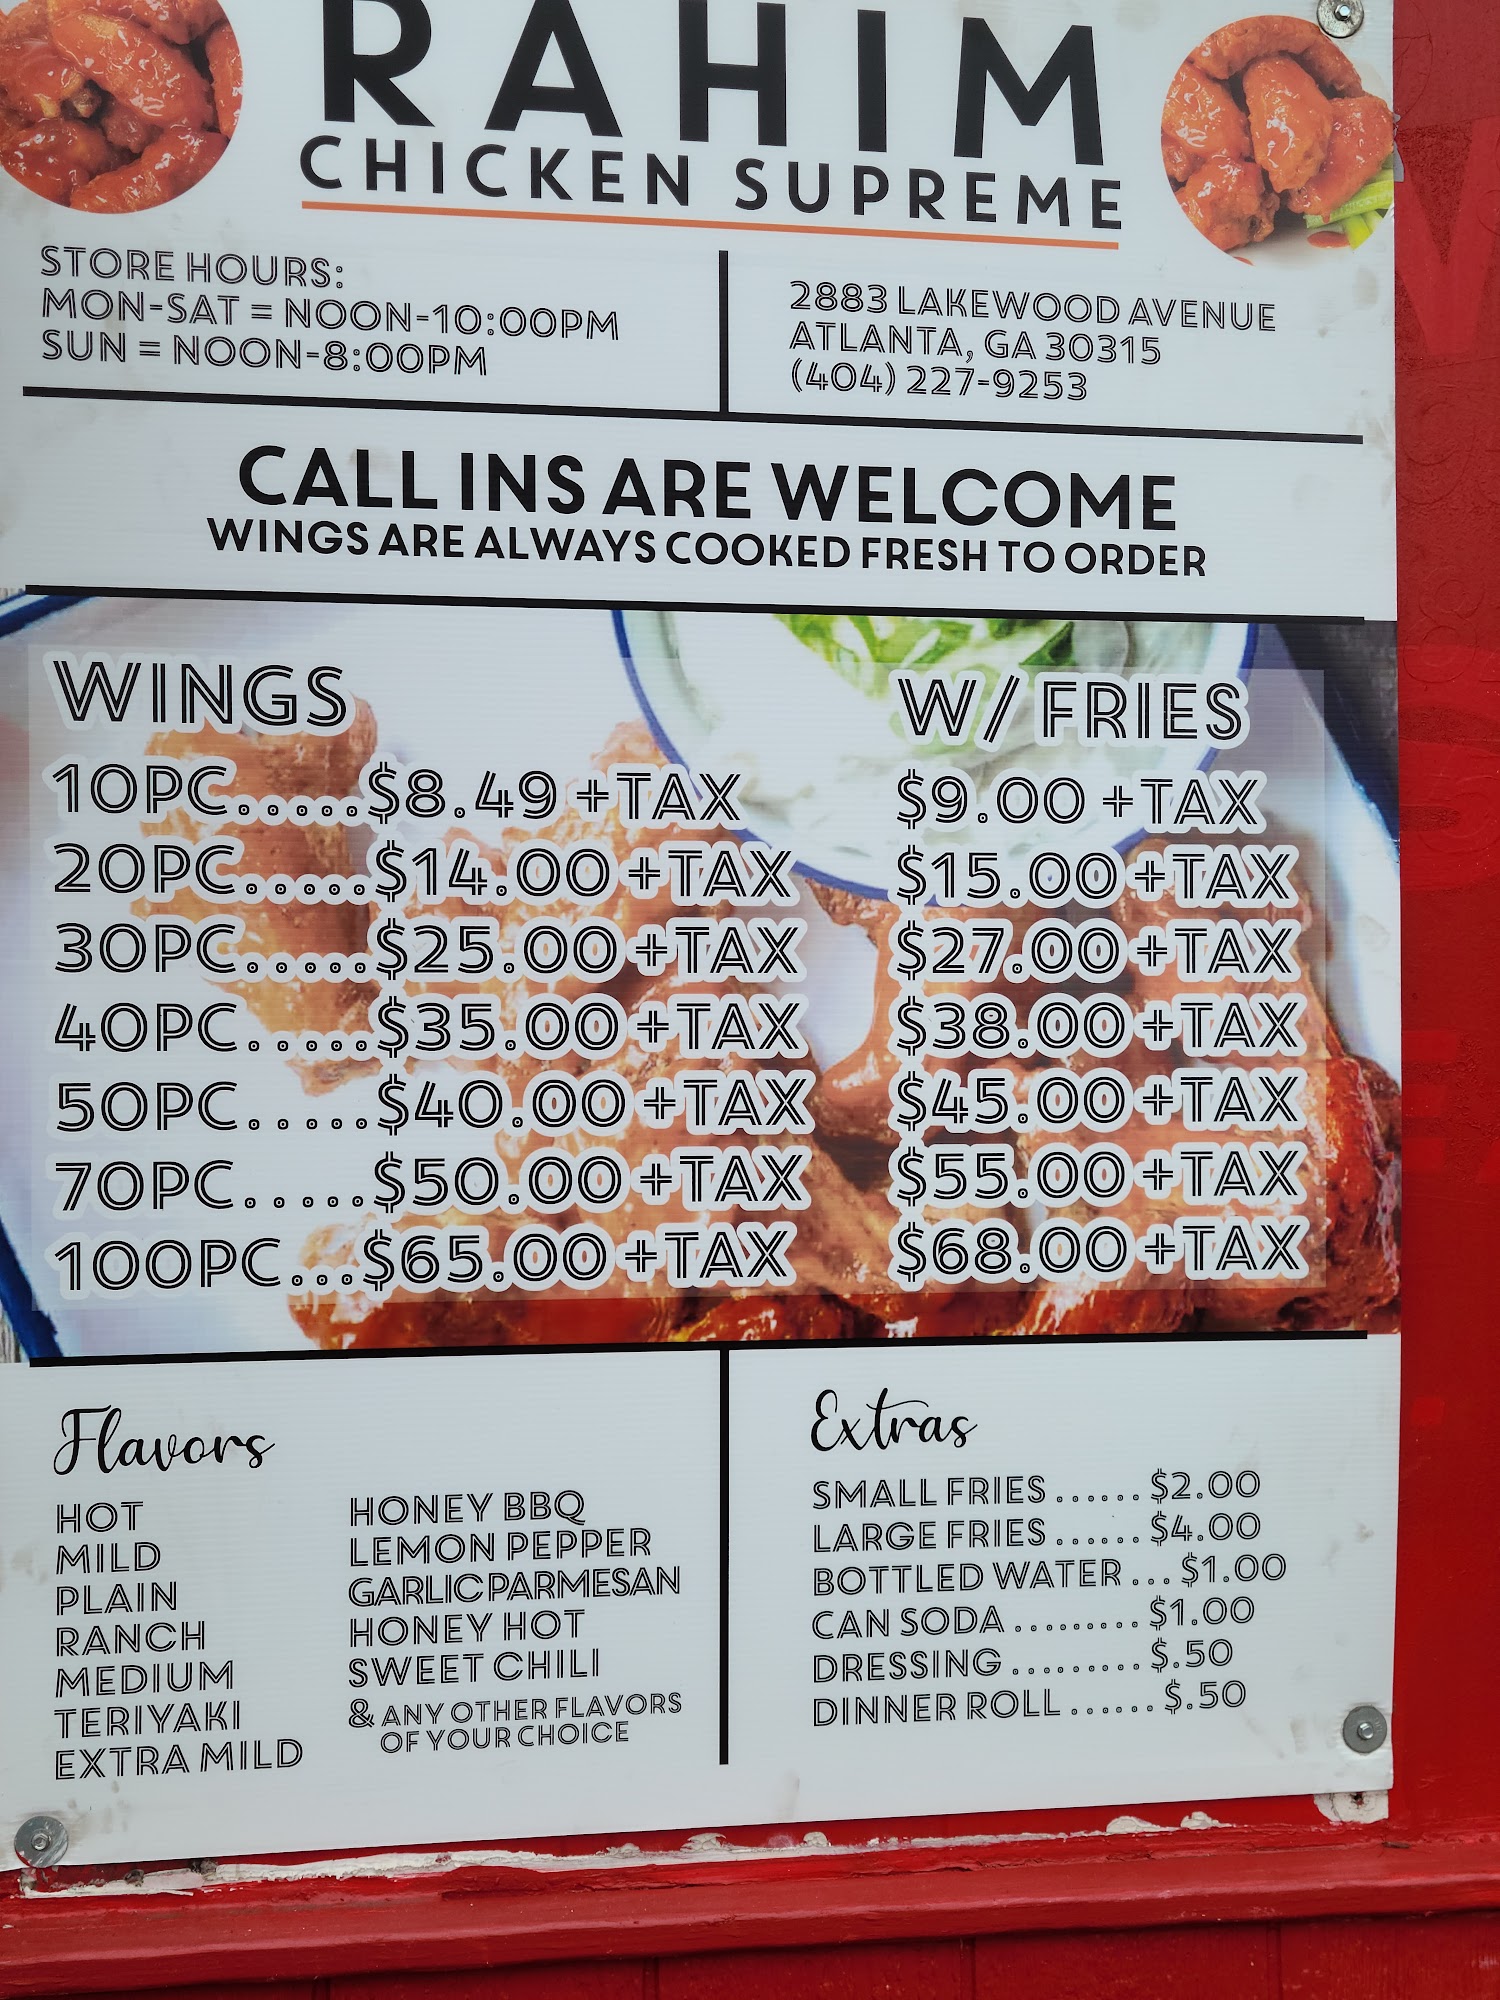 RAHIM
CHICKEN SUPREME
STORE HOURS:
MON-SAT = NOON-10:00PM
SUN = NOON-8:00PM
2883 LAKEWOOD AVENUE
ATLANTA, GA 30315
(404) 227-9253
CALL INS ARE WELCOME
WINGS ARE ALWAYS COOKED FRESH TO ORDER
WINGS W/ FRIES
10PC.....$8.49 +TAX $9.00 +TAX
20PC.....$14.00 +TAX $15.00 +TAX
30PC.....$25.00 +TAX $27.00 +TAX
40PC.....$35.00 +TAX $38.00 +TAX
50PC.....$40.00 +TAX $45.00 +TAX
70PC.....$50.00 +TAX $55.00 +TAX
100PC...$65.00 +TAX $68.00 +TAX
Flavors
HOT
MILD
PLAIN
RANCH
MEDIUM
TERIYAKI
EXTRA MILD
HONEY BBQ
LEMON PEPPER
GARLIC PARMESAN
HONEY HOT
SWEET CHILI
& ANY OTHER FLAVORS
OF YOUR CHOICE
Extras
SMALL FRIES ...... $2.00
LARGE FRIES ...... $4.00
BOTTLED WATER ... $1.00
CAN SODA ......... $1.00
DRESSING ......... $.50
DINNER ROLL ...... $.50